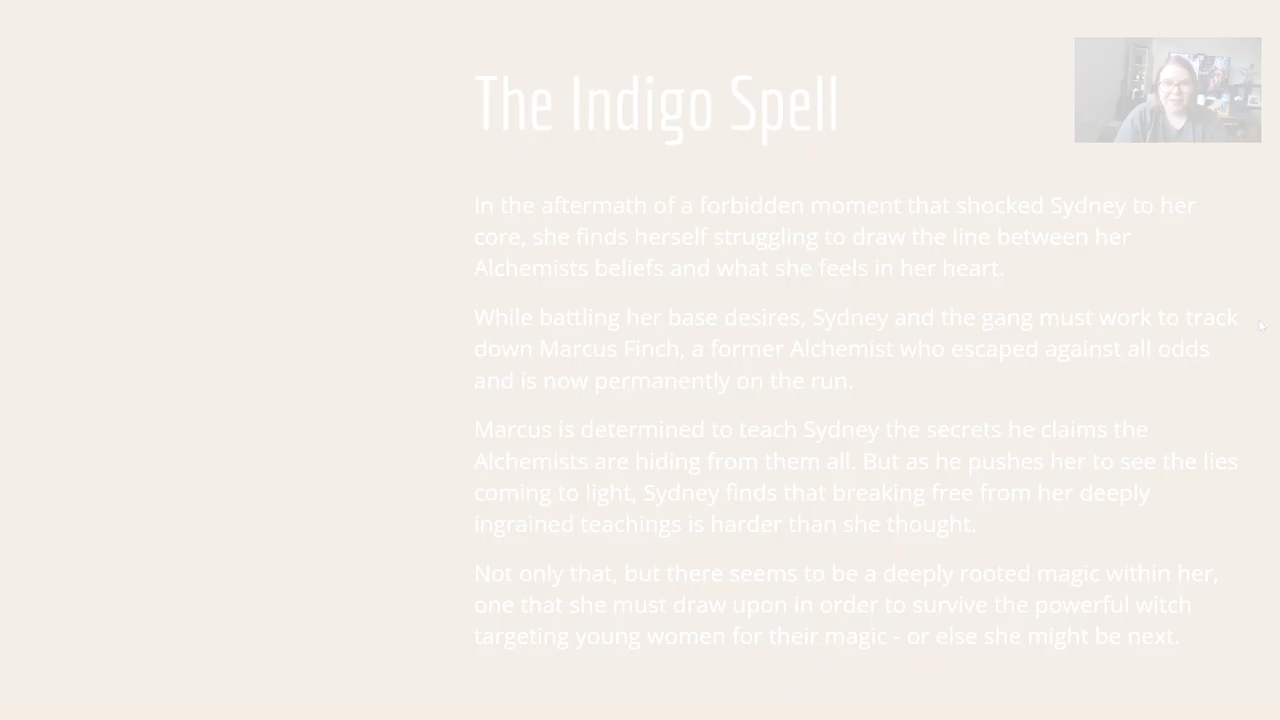 The Indigo Spell
In the aftermath of a forbidden moment that shocked Sydney to her
core, she finds herself struggling to draw the line between her
Alchemists beliefs and what she feels in her heart.
While battling her base desires, Sydney and the gang must work to track
down Marcus Finch, a former Alchemist who escaped against all odds
and is now permanently on the run.
Marcus is determined to teach Sydney the secrets he claims the
Alchemists are hiding from them all. But as he pushes her to see the lies
coming to light, Sydney finds that breaking free from her deeply
ingrained teachings is harder than she thought.
Not only that, but there seems to be a deeply rooted magic within her,
one that she must draw upon in order to survive the powerful witch
targeting young women for their magic - or else she might be next.